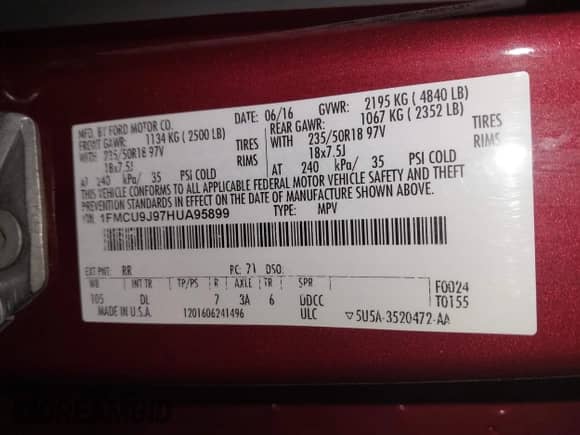 MFD. BY FORD MOTOR CO. 06/16 GVWR: 2195 KG ( 4840 LB)
FRONT GAWR: 1134 KG ( 2500 LB) REAR GAWR: 1067 KG ( 2352 LB)
WITH 235/50R18 97V TIRES WITH 235/50R18 97V TIRES
18x7.5J RIMS 18x7.5J RIMS
AT 240 kPa/ 35 PSI COLD AT 240 kPa/ 35 PSI COLD
THIS VEHICLE CONFORMS TO ALL APPLICABLE FEDERAL MOTOR VEHICLE SAFETY AND THEFT
PREVENTION STANDARDS IN EFFECT ON THE DATE OF MANUFACTURE SHOWN ABOVE.
1FMCU9J97HUA95899 TYPE: MPV
EXT PNT: RR RC: 71 DSO:
WB INT TR TP/PS R AXLE TR SPR F0024
105 DL 7 3A 6 DDCC T0155
MADE IN U.S.A. 1201606241496 ULC ▽5U5A-3520472-AA